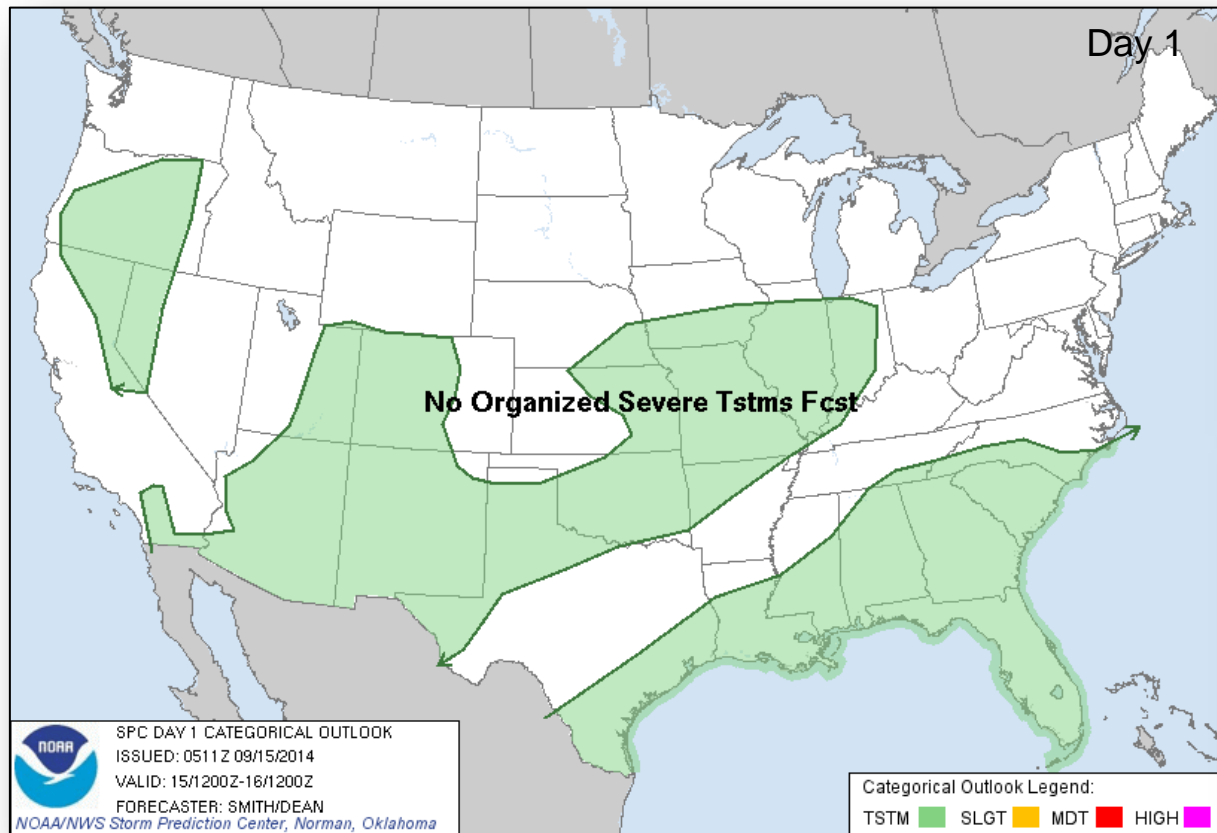 Day 1
No Organized Severe Tstms Fcst
NOAA
SPC DAY 1 CATEGORICAL OUTLOOK
ISSUED: 0511Z 09/15/2014
VALID: 15/1200Z-16/1200Z
FORECASTER: SMITH/DEAN
NOAA/NWS Storm Prediction Center, Norman, Oklahoma
Categorical Outlook Legend:
TSTM SLGT MDT HIGH